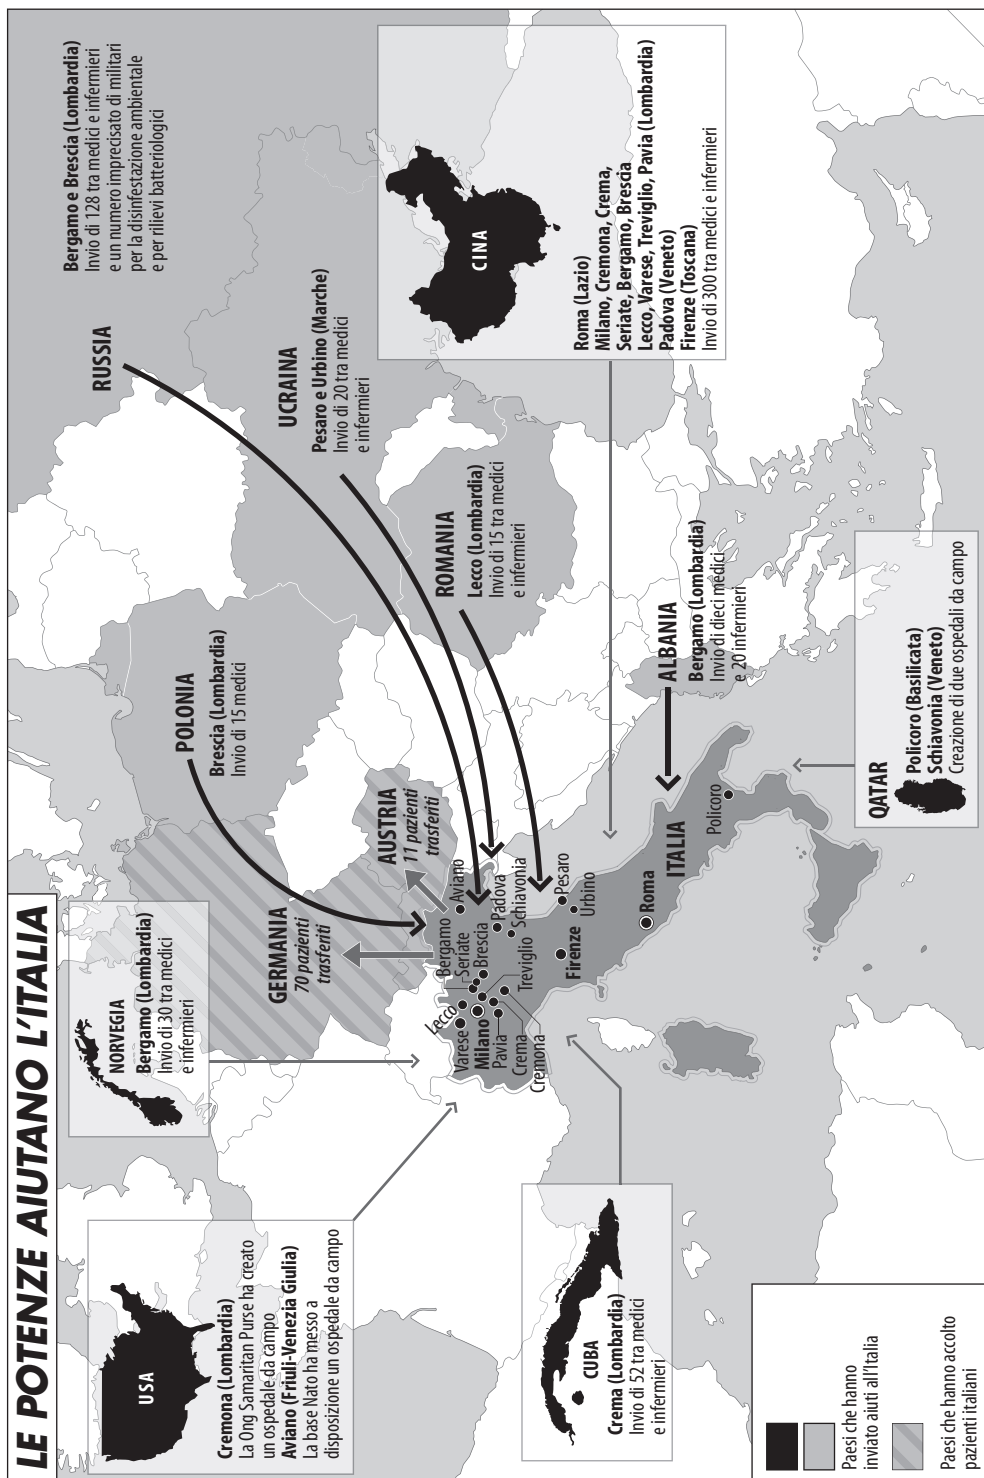 LE POTENZE AIUTANO L'ITALIA
USA
Cremona (Lombardia)
La Ong Samaritan Purse ha creato
un ospedale da campo
Aviano (Friuli-Venezia Giulia)
La base Nato ha messo a
disposizione un ospedale da campo
NORVEGIA
Bergamo (Lombardia)
Invio di 30 tra medici
e infermieri
POLONIA
Brescia (Lombardia)
Invio di 15 medici
RUSSIA
Bergamo e Brescia (Lombardia)
Invio di 128 tra medici e infermieri
e un numero imprecisato di militari
per la disinfestazione ambientale
e per rilievi batteriologici
GERMANIA
70 pazienti
trasferiti
AUSTRIA
11 pazienti
trasferiti
UCRAINA
Pesaro e Urbino (Marche)
Invio di 20 tra medici
e infermieri
ROMANIA
Lecco (Lombardia)
Invio di 15 tra medici
e infermieri
CINA
Roma (Lazio)
Milano, Cremona, Crema,
Seriate, Bergamo, Brescia
Lecco, Varese, Treviglio, Pavia (Lombardia)
Padova (Veneto)
Firenze (Toscana)
Invio di 300 tra medici e infermieri
Lecco
Varese
Milano
Pavia
Crema
Cremona
Bergamo
Seriate
Brescia
Treviglio
Aviano
Padova
Schiavonia
Firenze
Pesaro
Urbino
Roma
ITALIA
Policoro
ALBANIA
Bergamo (Lombardia)
Invio di dieci medici
e 20 infermieri
CUBA
Crema (Lombardia)
Invio di 52 tra medici
e infermieri
QATAR
Policoro (Basilicata)
Schiavonia (Veneto)
Creazione di due ospedali da campo
Paesi che hanno
inviato aiuti all'Italia
Paesi che hanno accolto
pazienti italiani